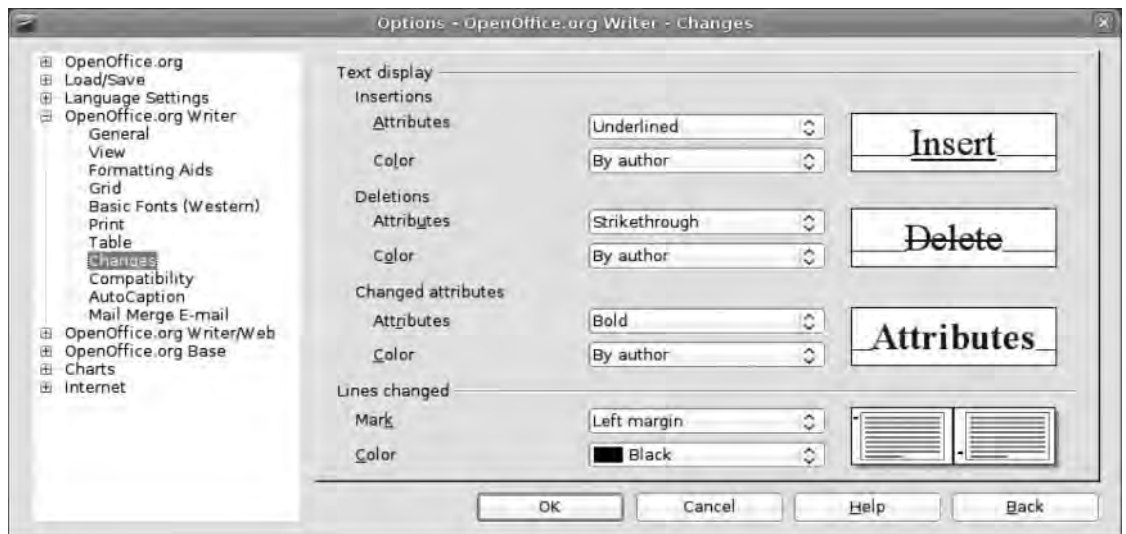 Options - OpenOffice.org Writer - Changes
OpenOffice.org
Load/Save
Language Settings
OpenOffice.org Writer
General
View
Formatting Aids
Grid
Basic Fonts (Western)
Print
Table
Changes
Compatibility
AutoCaption
Mail Merge E-mail
OpenOffice.org Writer/Web
OpenOffice.org Base
Charts
Internet
Text display
Insertions
Attributes Underlined Insert
Color By author
Deletions
Attributes Strikethrough Delete
Color By author
Changed attributes
Attributes Bold Attributes
Color By author
Lines changed
Mark Left margin
Color Black
OK Cancel Help Back